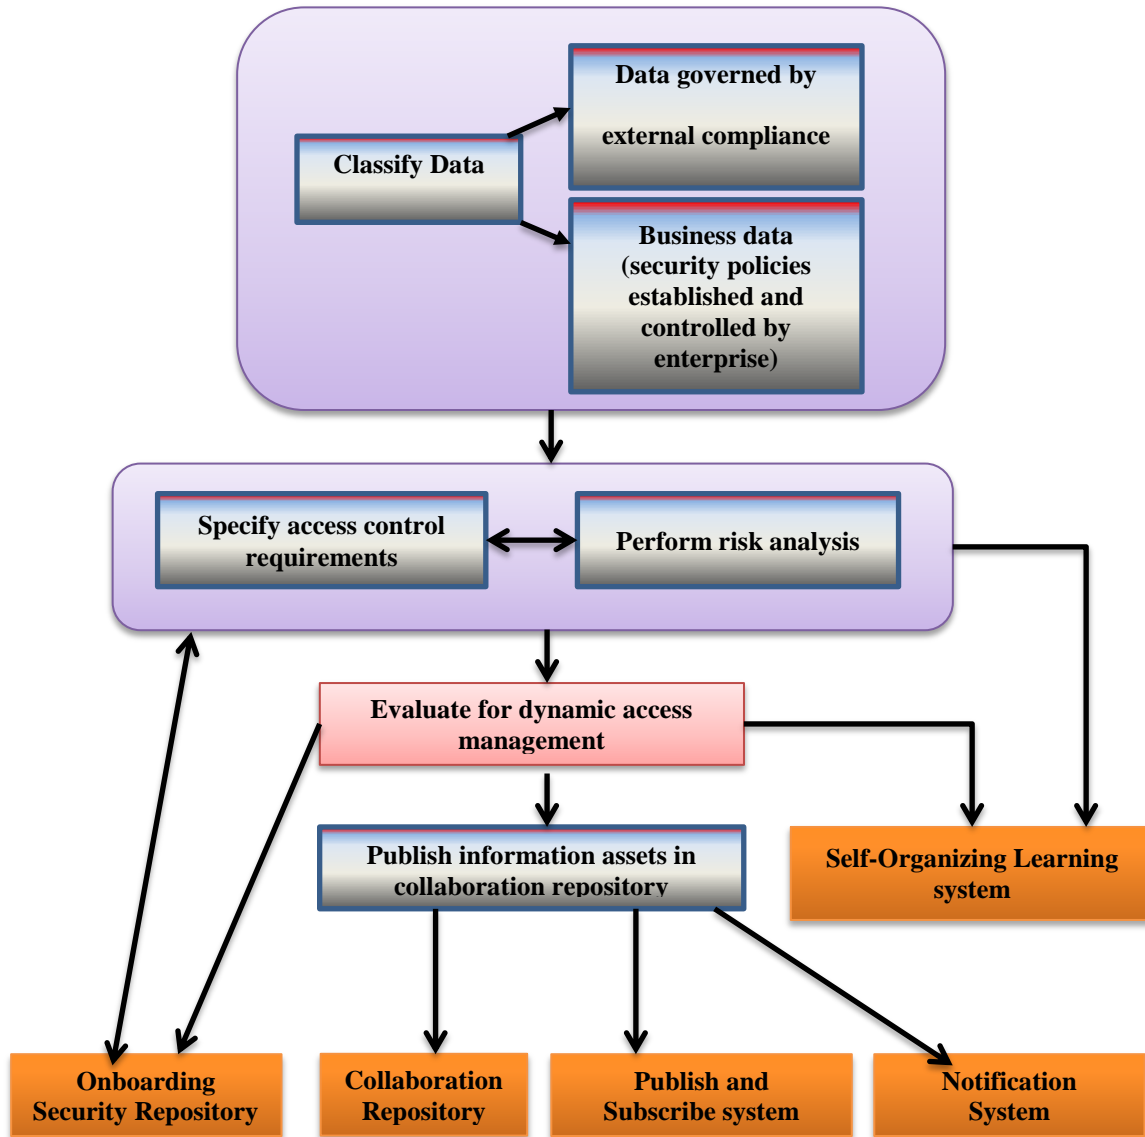 Data governed by
external compliance
Classify Data
Business data
(security policies
established and
controlled by
enterprise)
Specify access control
requirements
Perform risk analysis
Evaluate for dynamic access
management
Publish information assets in
collaboration repository
Self-Organizing Learning
system
Onboarding
Security Repository
Collaboration
Repository
Publish and
Subscribe system
Notification
System